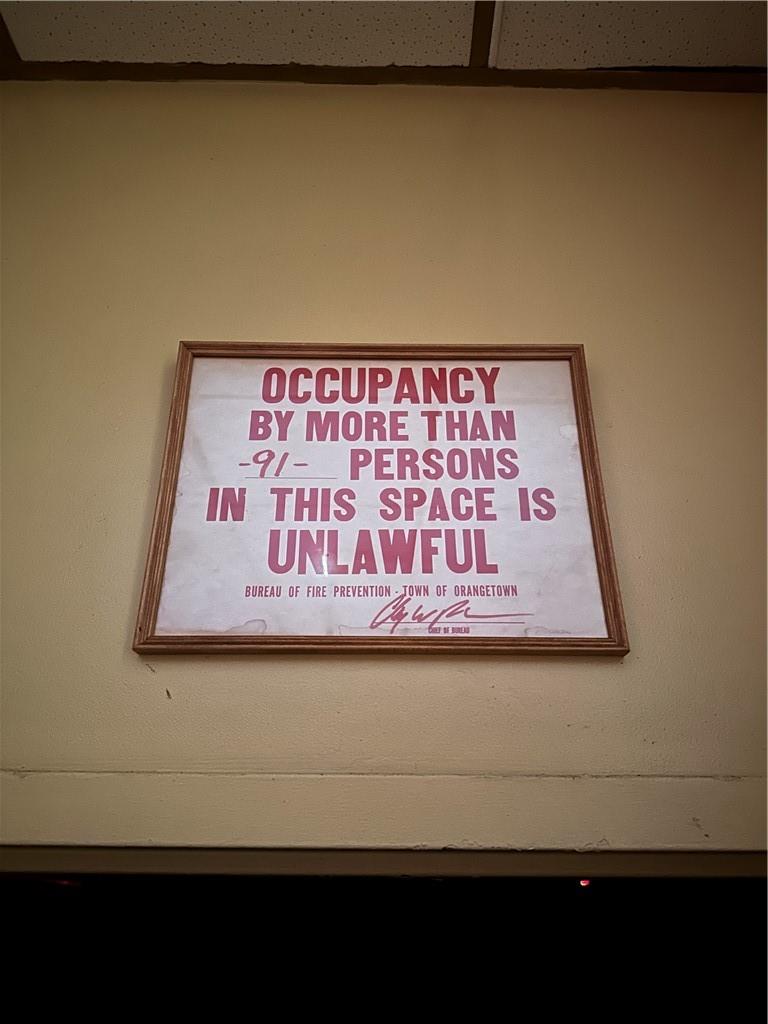 OCCUPANCY
BY MORE THAN
-91- PERSONS
IN THIS SPACE IS
UNLAWFUL
BUREAU OF FIRE PREVENTION - TOWN OF ORANGETOWN
CHIEF OF BUREAU